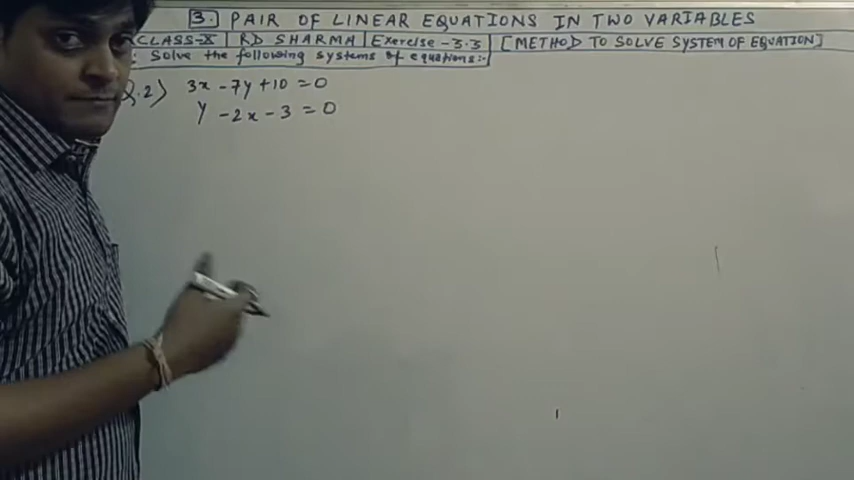 3. PAIR OF LINEAR EQUATIONS IN TWO VARIABLES
CLASS-X | RD SHARMA | Exercise-3.3 [METHOD TO SOLVE SYSTEM OF EQUATION]
: Solve the following systems of equations:-
Q.2) 3x - 7y + 10 = 0
y - 2x - 3 = 0